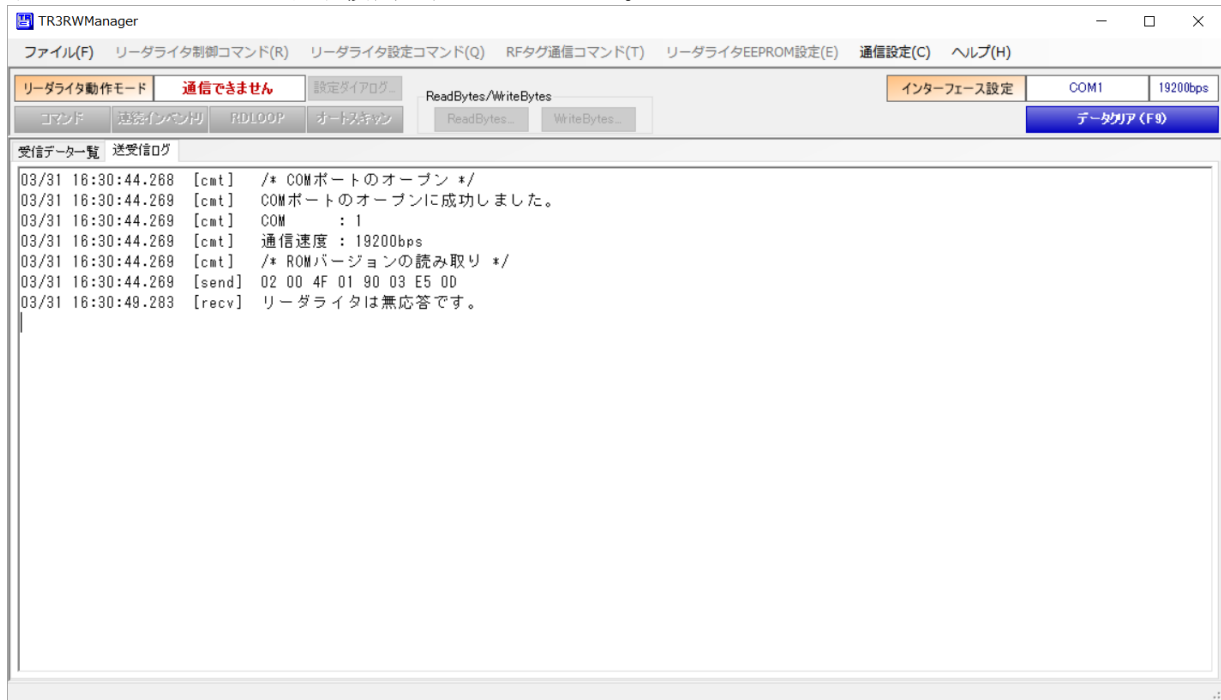 TR3RWManager
ファイル(F) リーダライタ制御コマンド(R) リーダライタ設定コマンド(Q) RFタグ通信コマンド(T) リーダライタEEPROM設定(E) 通信設定(C) ヘルプ(H)
リーダライタ動作モード 通信できません 設定ダイアログ... ReadBytes/WriteBytes インターフェース設定 COM1 19200bps
コマンド 連続インベントリ RDLOOP オートスキャン ReadBytes... WriteBytes... データクリア(F9)
受信データ一覧 送受信ログ
03/31 16:30:44.268 [cmt] /* COMポートのオープン */
03/31 16:30:44.269 [cmt] COMポートのオープンに成功しました。
03/31 16:30:44.269 [cmt] COM : 1
03/31 16:30:44.269 [cmt] 通信速度 : 19200bps
03/31 16:30:44.269 [cmt] /* ROMバージョンの読み取り */
03/31 16:30:44.269 [send] 02 00 4F 01 90 03 E5 0D
03/31 16:30:49.283 [recv] リーダライタは無応答です。